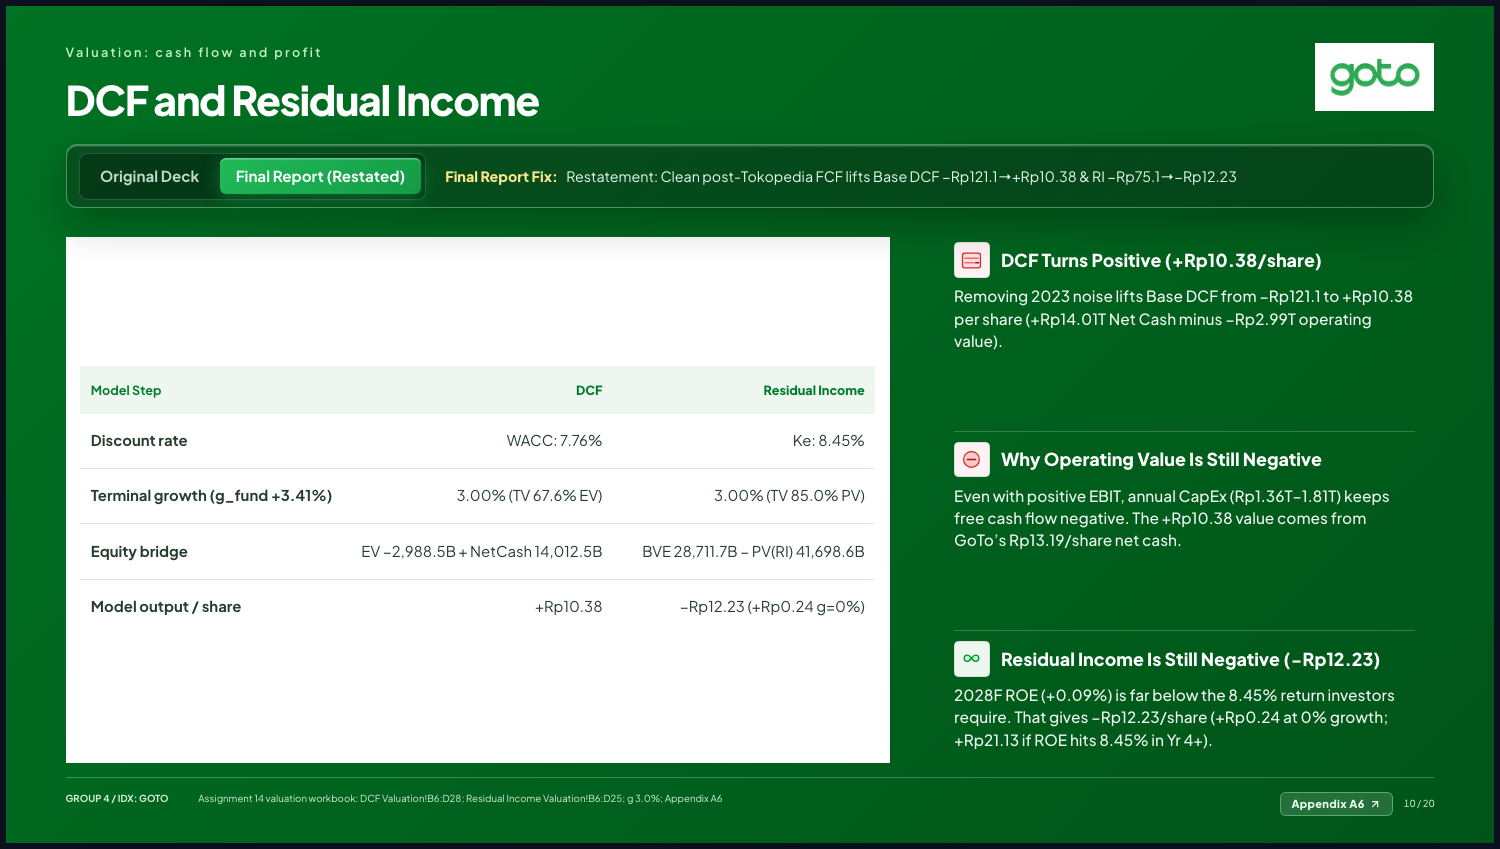 Valuation: cash flow and profit
DCF and Residual Income
goto
Original Deck
Final Report (Restated)
Final Report Fix: Restatement: Clean post-Tokopedia FCF lifts Base DCF −Rp121.1→+Rp10.38 & RI −Rp75.1→−Rp12.23
Model Step DCF Residual Income
Discount rate WACC: 7.76% Ke: 8.45%
Terminal growth (g_fund +3.41%) 3.00% (TV 67.6% EV) 3.00% (TV 85.0% PV)
Equity bridge EV −2,988.5B + NetCash 14,012.5B BVE 28,711.7B − PV(RI) 41,698.6B
Model output / share +Rp10.38 −Rp12.23 (+Rp0.24 g=0%)
DCF Turns Positive (+Rp10.38/share)
Removing 2023 noise lifts Base DCF from −Rp121.1 to +Rp10.38
per share (+Rp14.01T Net Cash minus −Rp2.99T operating
value).
Why Operating Value Is Still Negative
Even with positive EBIT, annual CapEx (Rp1.36T–1.81T) keeps
free cash flow negative. The +Rp10.38 value comes from
GoTo’s Rp13.19/share net cash.
Residual Income Is Still Negative (−Rp12.23)
2028F ROE (+0.09%) is far below the 8.45% return investors
require. That gives −Rp12.23/share (+Rp0.24 at 0% growth;
+Rp21.13 if ROE hits 8.45% in Yr 4+).
GROUP 4 / IDX: GOTO
Assignment 14 valuation workbook: DCF Valuation!B6:D28; Residual Income Valuation!B6:D25; g 3.0%; Appendix A6
Appendix A6 ↗
10 / 20